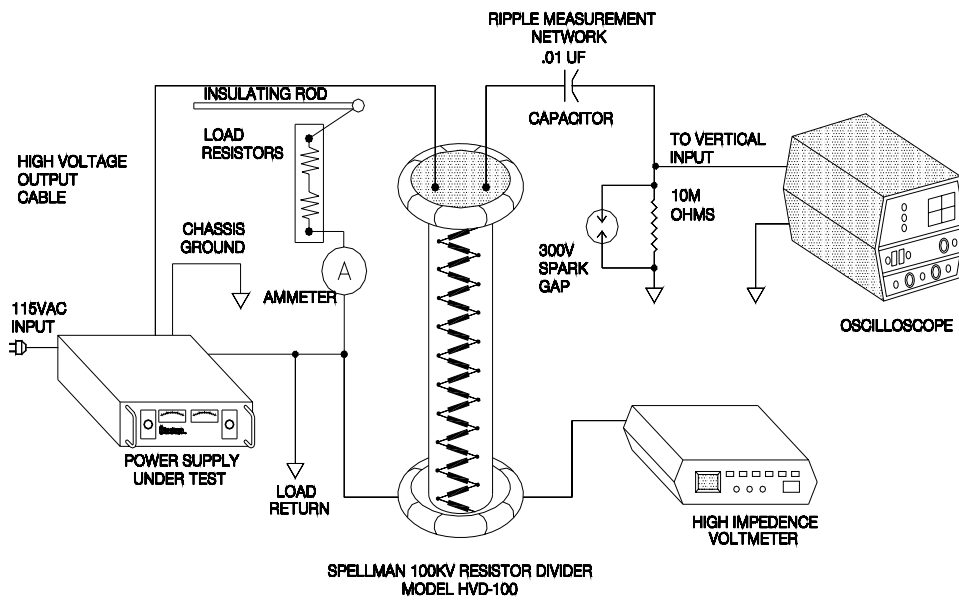 RIPPLE MEASUREMENT
NETWORK
.01 UF
CAPACITOR
INSULATING ROD
LOAD
RESISTORS
HIGH VOLTAGE
OUTPUT
CABLE
TO VERTICAL
INPUT
10M
OHMS
CHASSIS
GROUND
300V
SPARK
GAP
A
AMMETER
115VAC
INPUT
OSCILLOSCOPE
POWER SUPPLY
UNDER TEST
LOAD
RETURN
HIGH IMPEDENCE
VOLTMETER
SPELLMAN 100KV RESISTOR DIVIDER
MODEL HVD-100